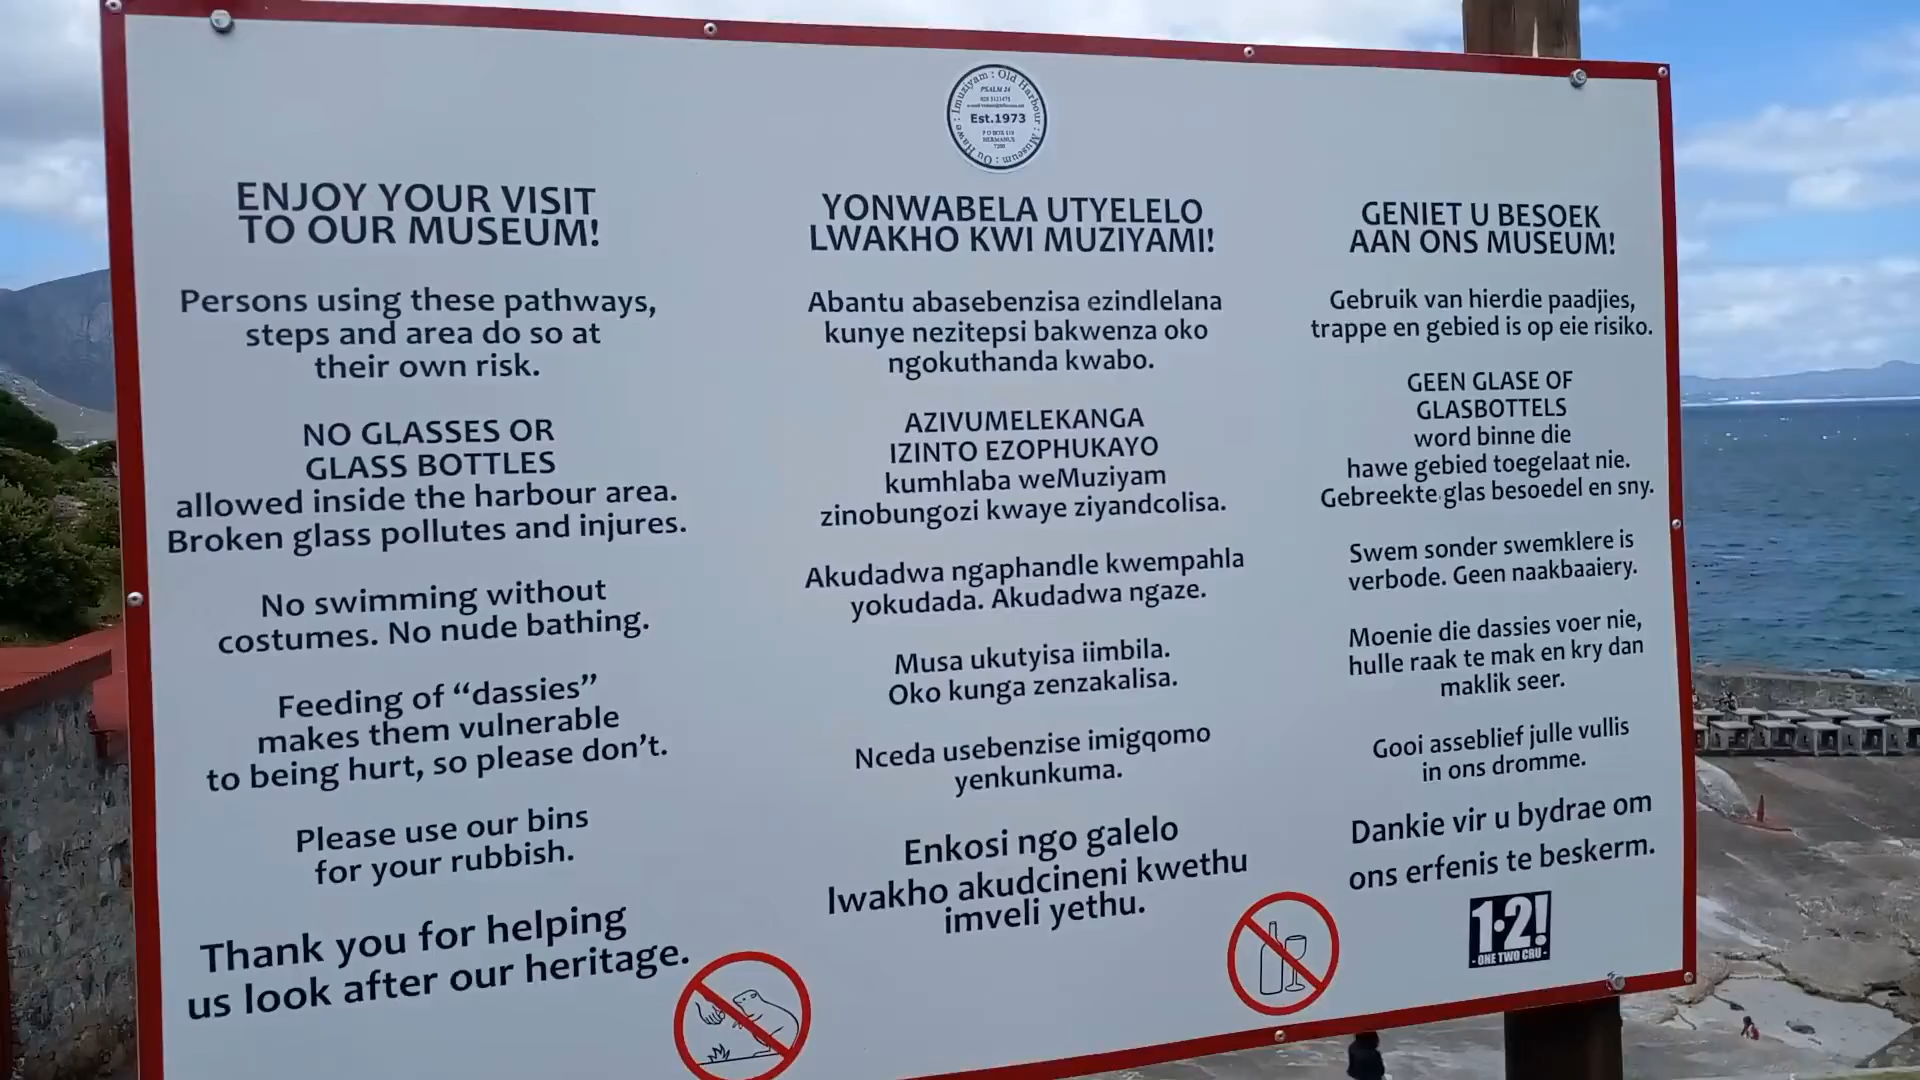 Imuziyam : Old Harbour : Museum : Ou Hawe :
PSALM 24
Est.1973
P O BOX 118
HERMANUS
7200
ENJOY YOUR VISIT
TO OUR MUSEUM!
Persons using these pathways,
steps and area do so at
their own risk.
NO GLASSES OR
GLASS BOTTLES
allowed inside the harbour area.
Broken glass pollutes and injures.
No swimming without
costumes. No nude bathing.
Feeding of “dassies”
makes them vulnerable
to being hurt, so please don’t.
Please use our bins
for your rubbish.
Thank you for helping
us look after our heritage.
YONWABELA UTYELELO
LWAKHO KWI MUZIYAMI!
Abantu abasebenzisa ezindlelana
kunye nezitepsi bakwenza oko
ngokuthanda kwabo.
AZIVUMELEKANGA
IZINTO EZOPHUKAYO
kumhlaba weMuziyam
zinobungozi kwaye ziyandcolisa.
Akudadwa ngaphandle kwempahla
yokudada. Akudadwa ngaze.
Musa ukutyisa iimbila.
Oko kunga zenzakalisa.
Nceda usebenzise imigqomo
yenkunkuma.
Enkosi ngo galelo
lwakho akudcineni kwethu
imveli yethu.
GENIET U BESOEK
AAN ONS MUSEUM!
Gebruik van hierdie paadjies,
trappe en gebied is op eie risiko.
GEEN GLASE OF
GLASBOTTELS
word binne die
hawe gebied toegelaat nie.
Gebreekte glas besoedel en sny.
Swem sonder swemklere is
verbode. Geen naakbaaiery.
Moenie die dassies voer nie,
hulle raak te mak en kry dan
maklik seer.
Gooi asseblief julle vullis
in ons dromme.
Dankie vir u bydrae om
ons erfenis te beskerm.
1·2!
- ONE TWO CRU -